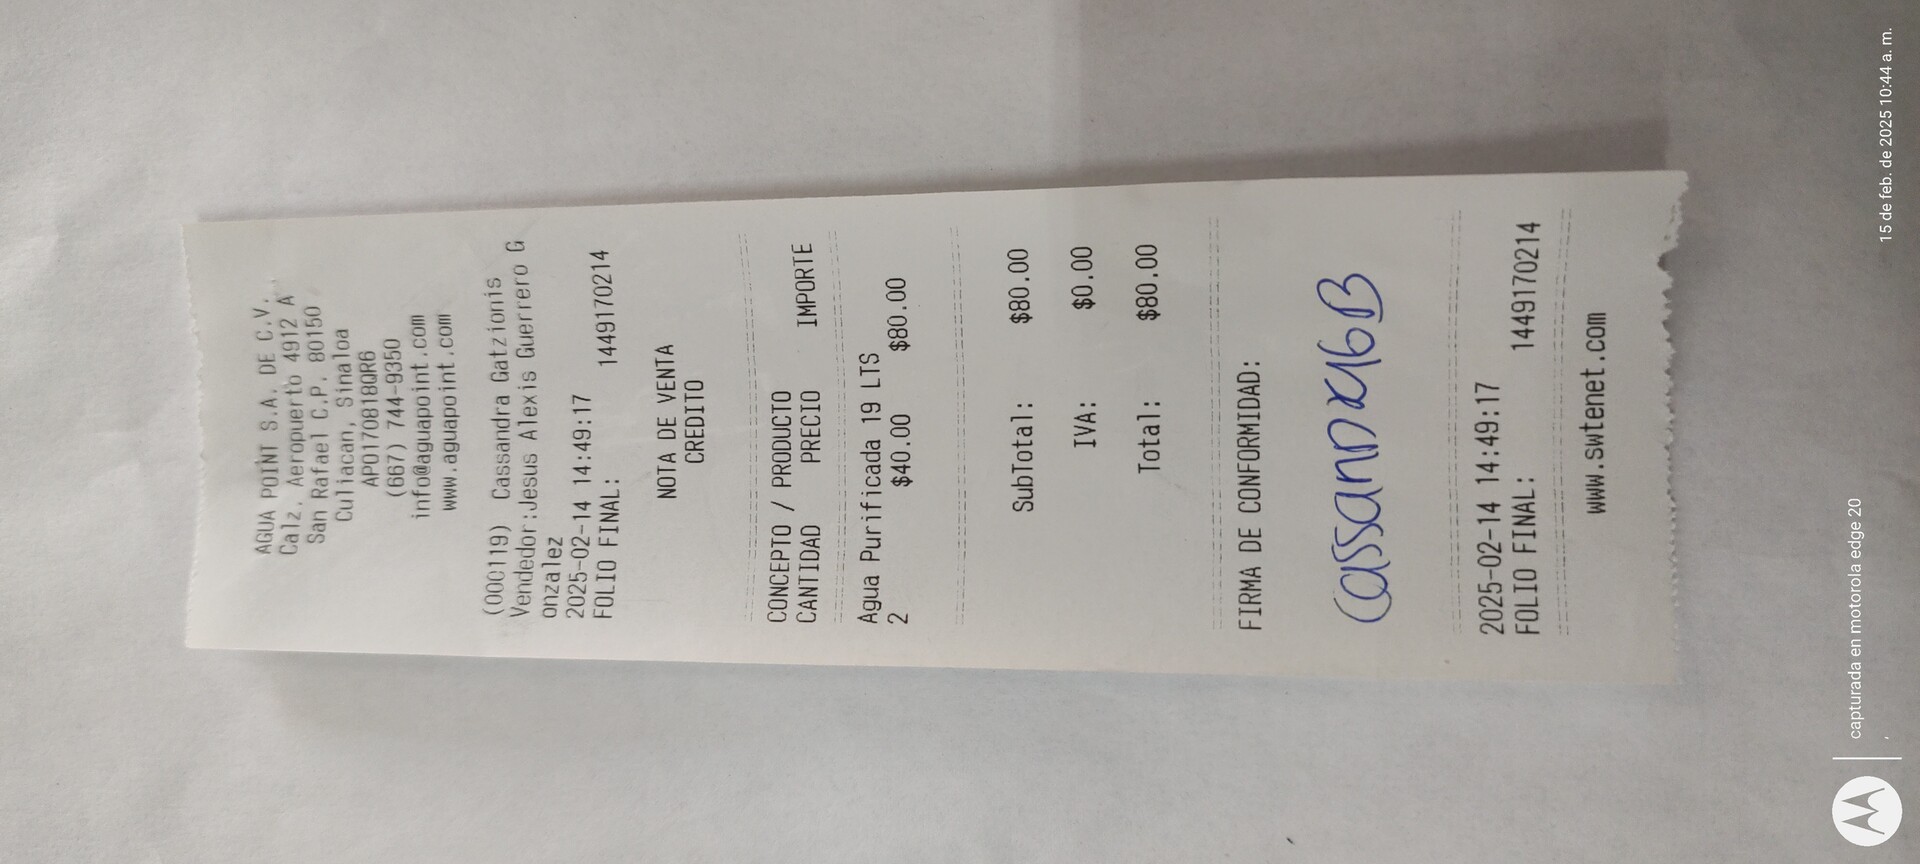 AGUA POINT S.A. DE C.V.
Calz. Aeropuerto 4912 A
San Rafael C.P. 80150
Culiacan, Sinaloa
APO170818QR6
(667) 744-9350
info@aguapoint.com
www.aguapoint.com
(000119) Cassandra Gatzionis
Vendedor:Jesus Alexis Guerrero G
onzalez
2025-02-14 14:49:17
FOLIO FINAL: 1449170214
NOTA DE VENTA
CREDITO
CONCEPTO / PRODUCTO
CANTIDAD PRECIO IMPORTE
Agua Purificada 19 LTS
2 $40.00 $80.00
SubTotal: $80.00
IVA: $0.00
Total: $80.00
FIRMA DE CONFORMIDAD:
2025-02-14 14:49:17
FOLIO FINAL: 1449170214
www.swtenet.com
capturada en motorola edge 20
15 de feb. de 2025 10:44 a. m.